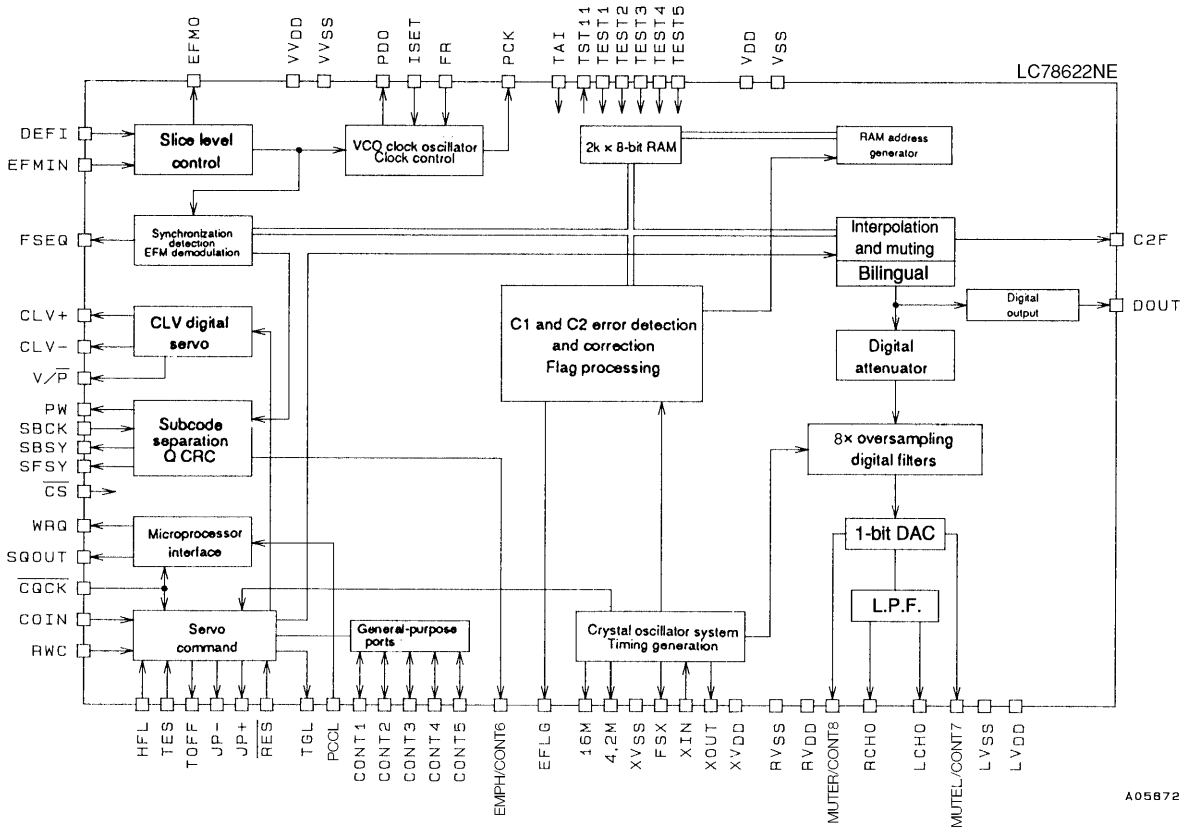 EFMO
VVDD
VVSS
PDO
ISET
FR
PCK
TAI
TST11
TEST1
TEST2
TEST3
TEST4
TEST5
VDD
VSS
LC78622NE
DEFI
EFMIN
Slice level
control
VCO clock oscillator
Clock control
2k × 8-bit RAM
RAM address
generator
FSEQ
Synchronization
detection
EFM demodulation
Interpolation
and muting
Bilingual
C2F
CLV+
CLV-
V/P
CLV digital
servo
C1 and C2 error detection
and correction
Flag processing
Digital
output
DOUT
Digital
attenuator
PW
SBCK
SBSY
SFSY
Subcode
separation
Q CRC
8× oversampling
digital filters
CS
WRQ
SQOUT
Microprocessor
interface
1-bit DAC
CQCK
COIN
RWC
Servo
command
General-purpose
ports
Crystal oscillator system
Timing generation
L.P.F.
HFL
TES
TOFF
JP-
JP+
RES
TGL
PCCL
CONT1
CONT2
CONT3
CONT4
CONT5
EMPH/CONT6
EFLG
16M
4.2M
XVSS
FSX
XIN
XOUT
XVDD
RVSS
RVDD
MUTER/CONT8
RCHO
LCHO
MUTEL/CONT7
LVSS
LVDD
A05872